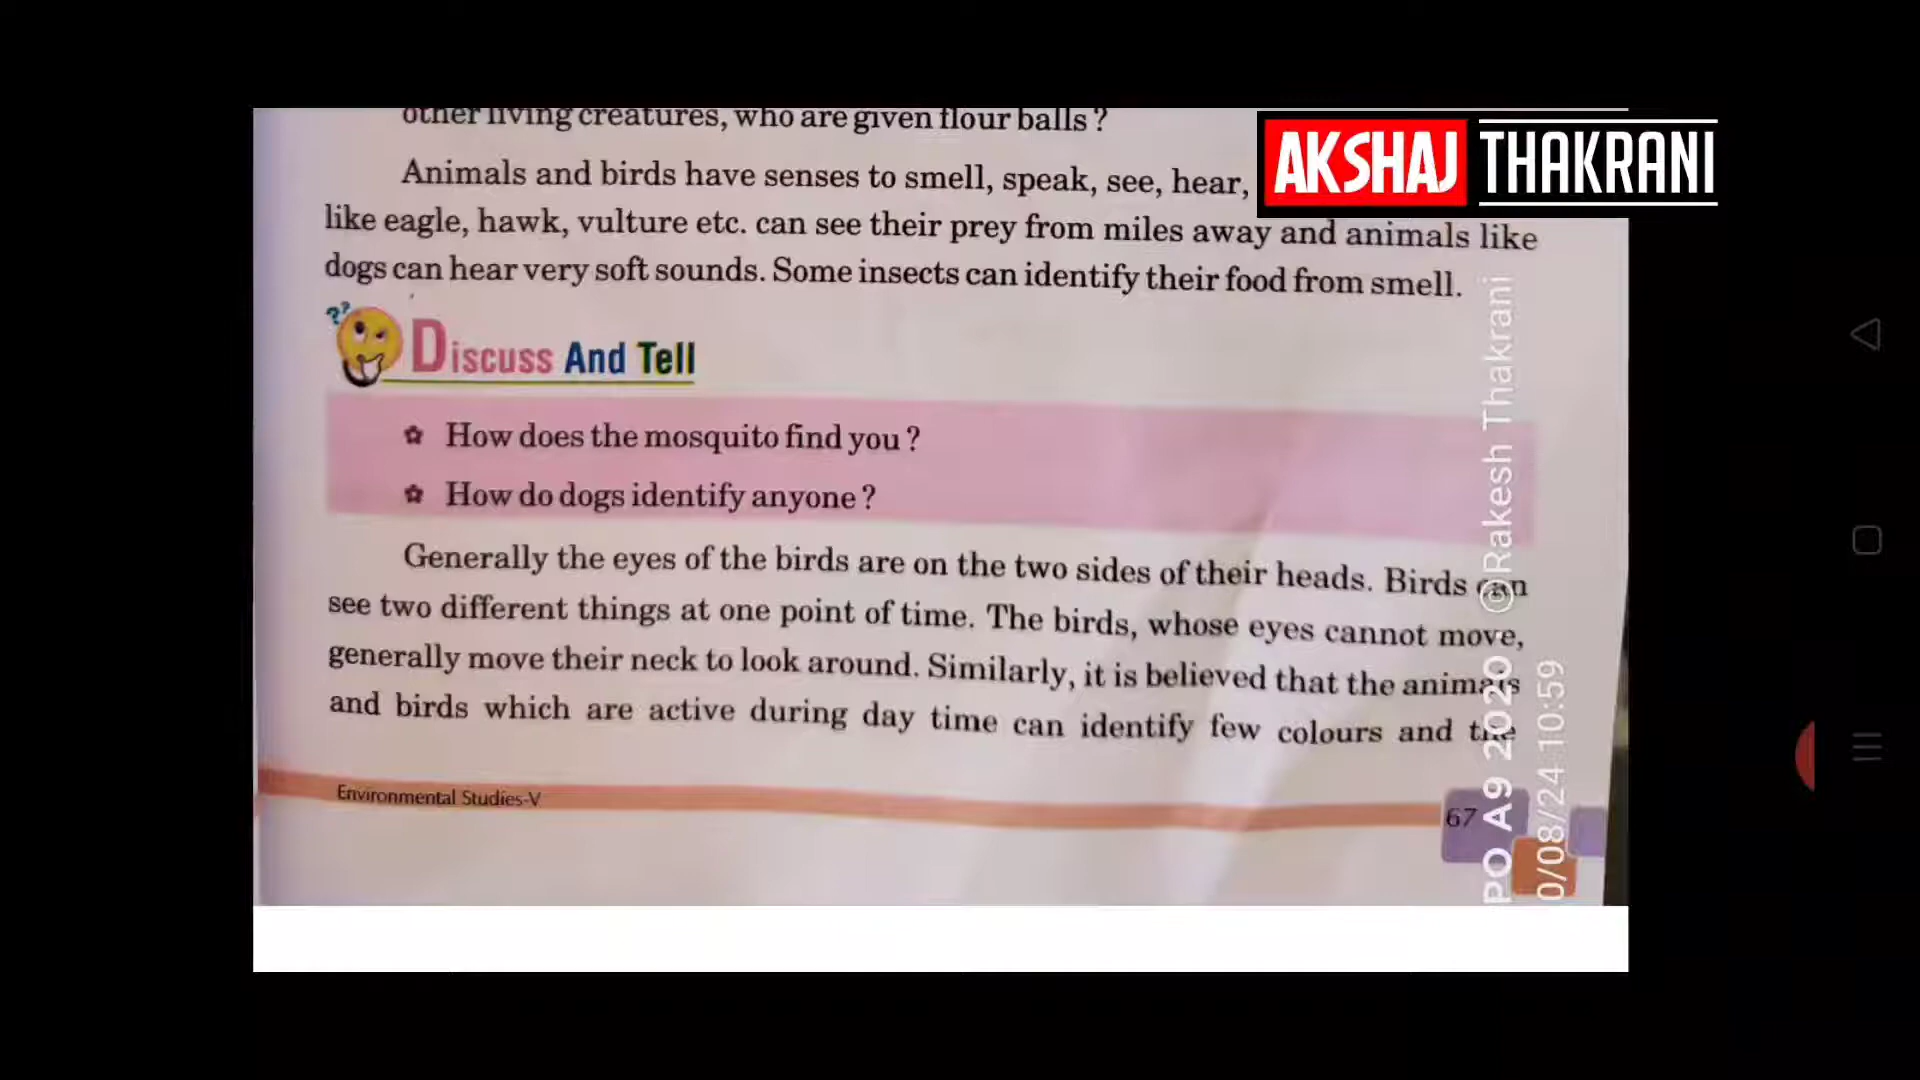 other living creatures, who are given flour balls ?
AKSHAJ THAKRANI
Animals and birds have senses to smell, speak, see, hear,
like eagle, hawk, vulture etc. can see their prey from miles away and animals like
dogs can hear very soft sounds. Some insects can identify their food from smell.
??
Discuss And Tell
✿ How does the mosquito find you ?
✿ How do dogs identify anyone ?
Generally the eyes of the birds are on the two sides of their heads. Birds can
see two different things at one point of time. The birds, whose eyes cannot move,
generally move their neck to look around. Similarly, it is believed that the animals
and birds which are active during day time can identify few colours and the
Environmental Studies-V
67
PO A9 2020 ©Rakesh Thakrani
0/08/24 10:59